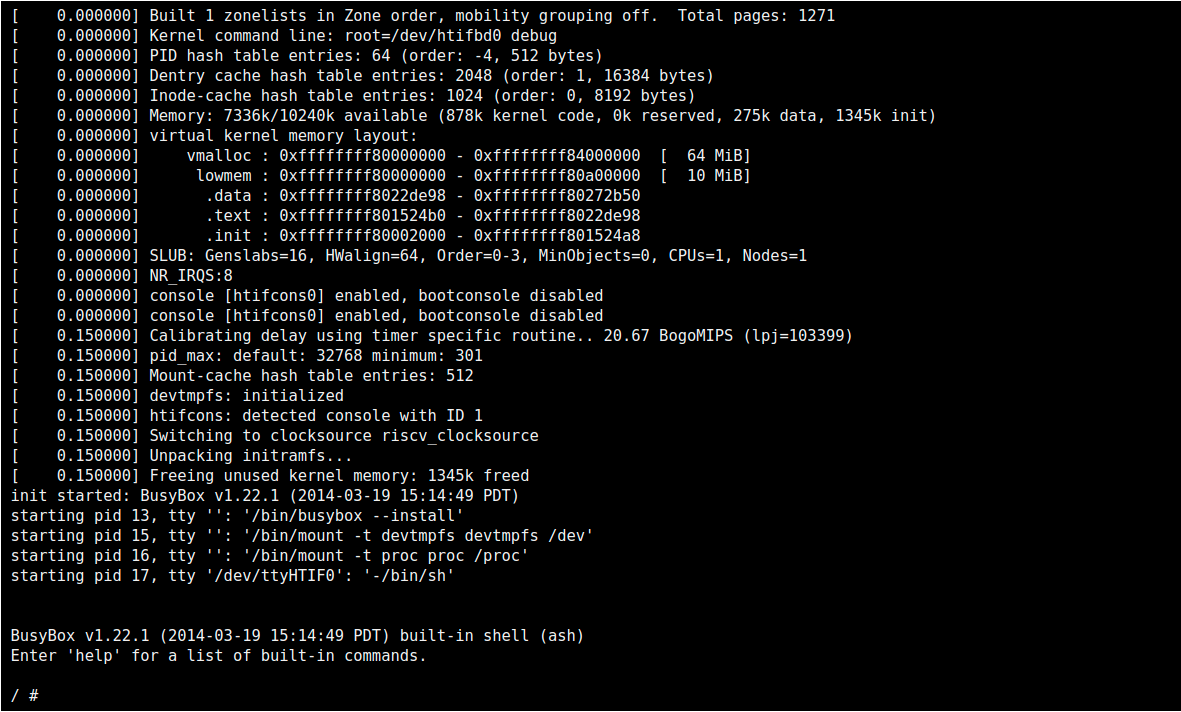 [    0.000000] Built 1 zonelists in Zone order, mobility grouping off.  Total pages: 1271
[    0.000000] Kernel command line: root=/dev/htifbd0 debug
[    0.000000] PID hash table entries: 64 (order: -4, 512 bytes)
[    0.000000] Dentry cache hash table entries: 2048 (order: 1, 16384 bytes)
[    0.000000] Inode-cache hash table entries: 1024 (order: 0, 8192 bytes)
[    0.000000] Memory: 7336k/10240k available (878k kernel code, 0k reserved, 275k data, 1345k init)
[    0.000000] virtual kernel memory layout:
[    0.000000]     vmalloc : 0xffffffff80000000 - 0xffffffff84000000  [  64 MiB]
[    0.000000]      lowmem : 0xffffffff80000000 - 0xffffffff80a00000  [  10 MiB]
[    0.000000]       .data : 0xffffffff8022de98 - 0xffffffff80272b50
[    0.000000]       .text : 0xffffffff801524b0 - 0xffffffff8022de98
[    0.000000]       .init : 0xffffffff80002000 - 0xffffffff801524a8
[    0.000000] SLUB: Genslabs=16, HWalign=64, Order=0-3, MinObjects=0, CPUs=1, Nodes=1
[    0.000000] NR_IRQS:8
[    0.000000] console [htifcons0] enabled, bootconsole disabled
[    0.000000] console [htifcons0] enabled, bootconsole disabled
[    0.150000] Calibrating delay using timer specific routine.. 20.67 BogoMIPS (lpj=103399)
[    0.150000] pid_max: default: 32768 minimum: 301
[    0.150000] Mount-cache hash table entries: 512
[    0.150000] devtmpfs: initialized
[    0.150000] htifcons: detected console with ID 1
[    0.150000] Switching to clocksource riscv_clocksource
[    0.150000] Unpacking initramfs...
[    0.150000] Freeing unused kernel memory: 1345k freed
init started: BusyBox v1.22.1 (2014-03-19 15:14:49 PDT)
starting pid 13, tty '': '/bin/busybox --install'
starting pid 15, tty '': '/bin/mount -t devtmpfs devtmpfs /dev'
starting pid 16, tty '': '/bin/mount -t proc proc /proc'
starting pid 17, tty '/dev/ttyHTIF0': '-/bin/sh'
BusyBox v1.22.1 (2014-03-19 15:14:49 PDT) built-in shell (ash)
Enter 'help' for a list of built-in commands.
/ #